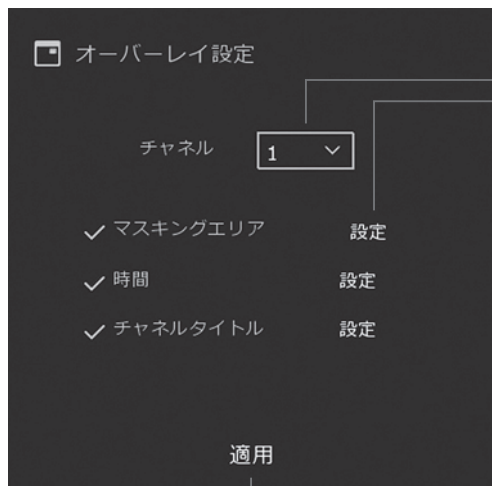 オーバーレイ設定
チャネル 1
マスキングエリア 設定
時間 設定
チャネルタイトル 設定
適用